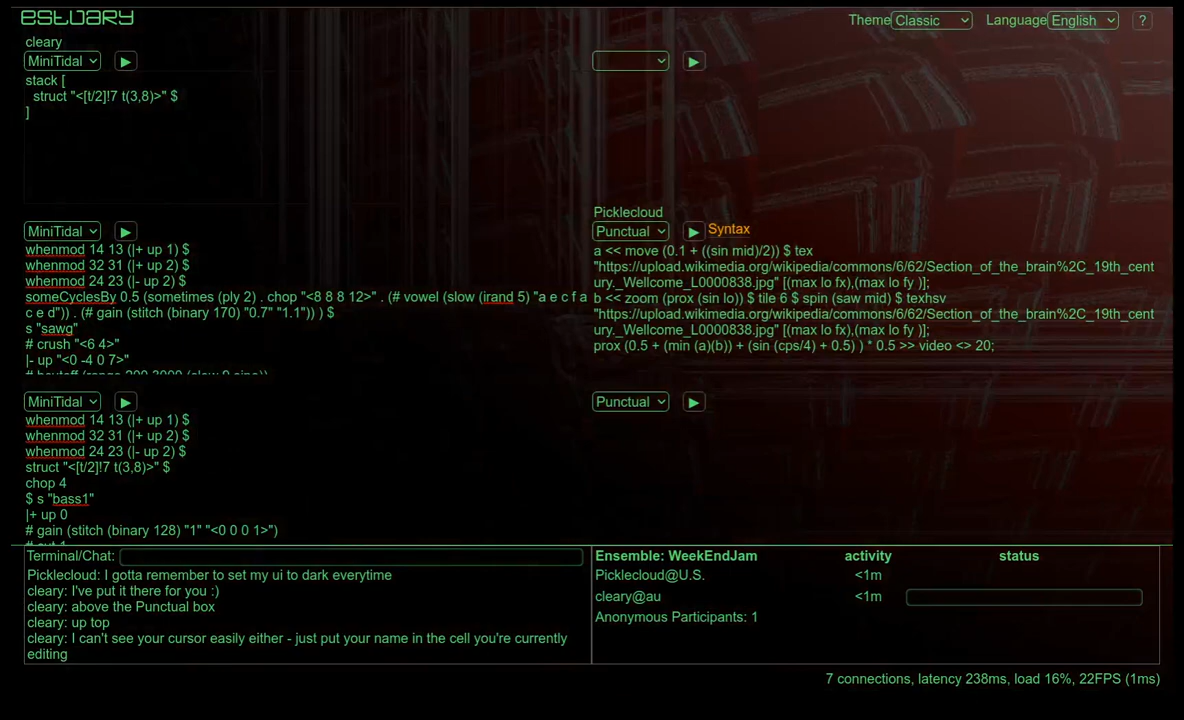 estuary
Theme Classic Language English ?
cleary
MiniTidal
stack [
struct "<[t/2]!7 t(3,8)>" $
]
MiniTidal
whenmod 14 13 (|+ up 1) $
whenmod 32 31 (|+ up 2) $
whenmod 24 23 (|- up 2) $
someCyclesBy 0.5 (sometimes (ply 2) . chop "<8 8 8 12>" . (# vowel (slow (irand 5) "a e c f a
c e d")) . (# gain (stitch (binary 170) "0.7" "1.1")) ) $
s "sawg"
# crush "<6 4>"
|- up "<0 -4 0 7>"
Picklecloud
Punctual Syntax
a << move (0.1 + ((sin mid)/2)) $ tex
"https://upload.wikimedia.org/wikipedia/commons/6/62/Section_of_the_brain%2C_19th_cent
ury._Wellcome_L0000838.jpg" [(max lo fx),(max lo fy )];
b << zoom (prox (sin lo)) $ tile 6 $ spin (saw mid) $ texhsv
"https://upload.wikimedia.org/wikipedia/commons/6/62/Section_of_the_brain%2C_19th_cent
ury._Wellcome_L0000838.jpg" [(max lo fx),(max lo fy )];
prox (0.5 + (min (a)(b)) + (sin (cps/4) + 0.5) ) * 0.5 >> video <> 20;
MiniTidal
whenmod 14 13 (|+ up 1) $
whenmod 32 31 (|+ up 2) $
whenmod 24 23 (|- up 2) $
struct "<[t/2]!7 t(3,8)>" $
chop 4
$ s "bass1"
|+ up 0
# gain (stitch (binary 128) "1" "<0 0 0 1>")
Punctual
Terminal/Chat:
Picklecloud: I gotta remember to set my ui to dark everytime
cleary: I've put it there for you :)
cleary: above the Punctual box
cleary: up top
cleary: I can't see your cursor easily either - just put your name in the cell you're currently
editing
Ensemble: WeekEndJam activity status
Picklecloud@U.S. <1m
cleary@au <1m
Anonymous Participants: 1
7 connections, latency 238ms, load 16%, 22FPS (1ms)